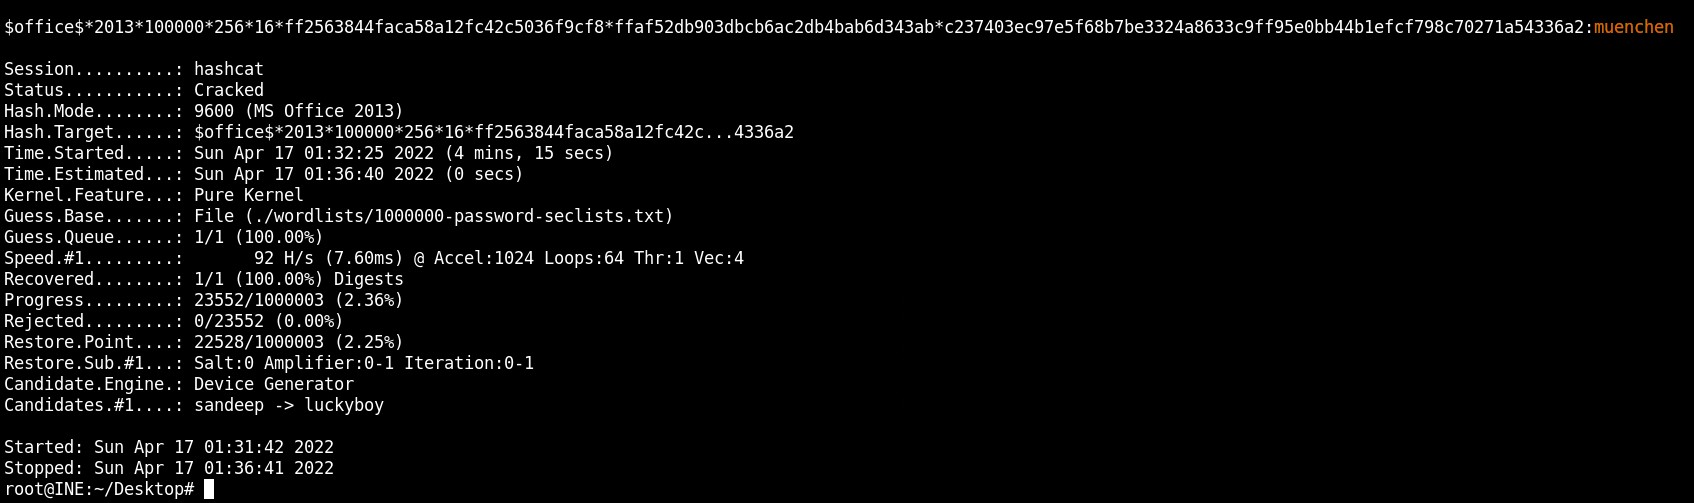 $office$*2013*100000*256*16*ff2563844faca58a12fc42c5036f9cf8*ffaf52db903dbcb6ac2db4bab6d343ab*c237403ec97e5f68b7be3324a8633c9ff95e0bb44b1efcf798c70271a54336a2:muenchen
Session..........: hashcat
Status...........: Cracked
Hash.Mode........: 9600 (MS Office 2013)
Hash.Target......: $office$*2013*100000*256*16*ff2563844faca58a12fc42c...4336a2
Time.Started.....: Sun Apr 17 01:32:25 2022 (4 mins, 15 secs)
Time.Estimated...: Sun Apr 17 01:36:40 2022 (0 secs)
Kernel.Feature...: Pure Kernel
Guess.Base.......: File (./wordlists/1000000-password-seclists.txt)
Guess.Queue......: 1/1 (100.00%)
Speed.#1.........:       92 H/s (7.60ms) @ Accel:1024 Loops:64 Thr:1 Vec:4
Recovered........: 1/1 (100.00%) Digests
Progress.........: 23552/1000003 (2.36%)
Rejected.........: 0/23552 (0.00%)
Restore.Point....: 22528/1000003 (2.25%)
Restore.Sub.#1...: Salt:0 Amplifier:0-1 Iteration:0-1
Candidate.Engine.: Device Generator
Candidates.#1....: sandeep -> luckyboy
Started: Sun Apr 17 01:31:42 2022
Stopped: Sun Apr 17 01:36:41 2022
root@INE:~/Desktop#